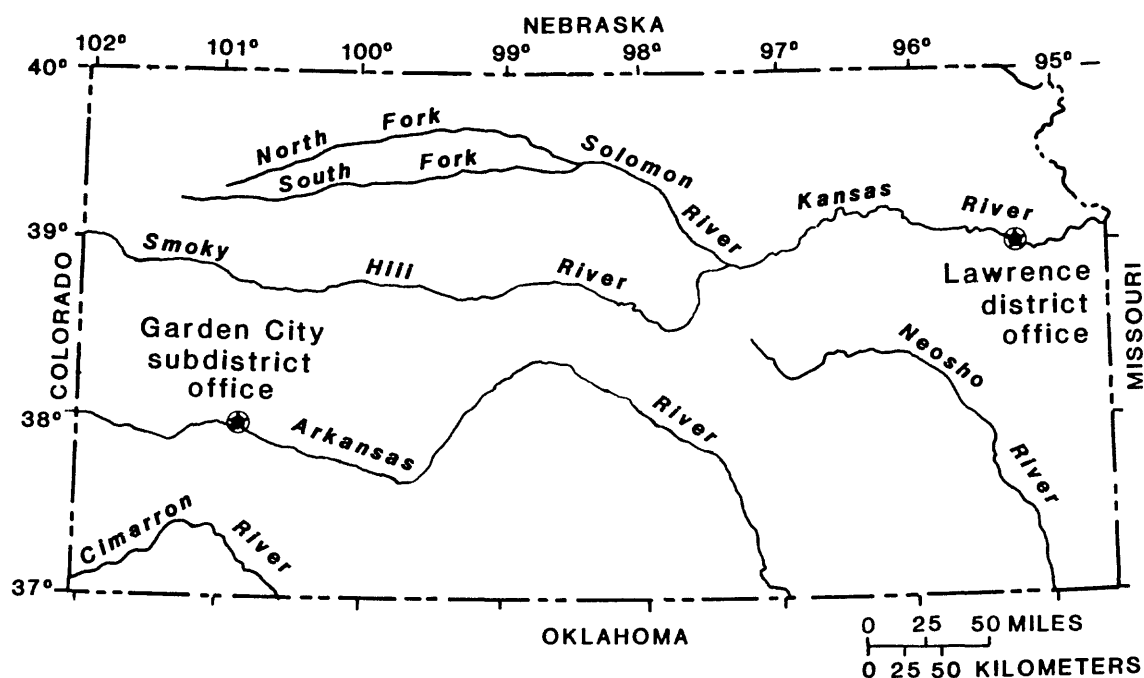 NEBRASKA
102° 101° 100° 99° 98° 97° 96° 95°
40°
North Fork
South Fork
Solomon River
Kansas River
39°
Smoky Hill River
Lawrence
district
office
COLORADO
MISSOURI
Garden City
subdistrict
office
Neosho River
38°
Arkansas River
Cimarron River
37°
OKLAHOMA
0 25 50 MILES
0 25 50 KILOMETERS